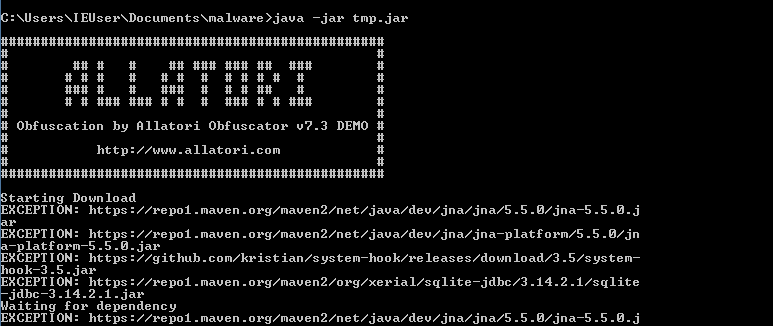 C:\Users\IEUser\Documents\malware>java -jar tmp.jar
################################################
#                                              #
#        ## #   #    ## ### ### ##  ###        #
#       # # #   #   # #  #  # # # #  #         #
#       ### #   #   ###  #  # # ##   #         #
#       # # ### ### # #  #  ### # # ###        #
#                                              #
# Obfuscation by Allatori Obfuscator v7.3 DEMO #
#                                              #
#           http://www.allatori.com            #
#                                              #
################################################
Starting Download
EXCEPTION: https://repo1.maven.org/maven2/net/java/dev/jna/jna/5.5.0/jna-5.5.0.j
ar
EXCEPTION: https://repo1.maven.org/maven2/net/java/dev/jna/jna-platform/5.5.0/jn
a-platform-5.5.0.jar
EXCEPTION: https://github.com/kristian/system-hook/releases/download/3.5/system-
hook-3.5.jar
EXCEPTION: https://repo1.maven.org/maven2/org/xerial/sqlite-jdbc/3.14.2.1/sqlite
-jdbc-3.14.2.1.jar
Waiting for dependency
EXCEPTION: https://repo1.maven.org/maven2/net/java/dev/jna/jna/5.5.0/jna-5.5.0.j